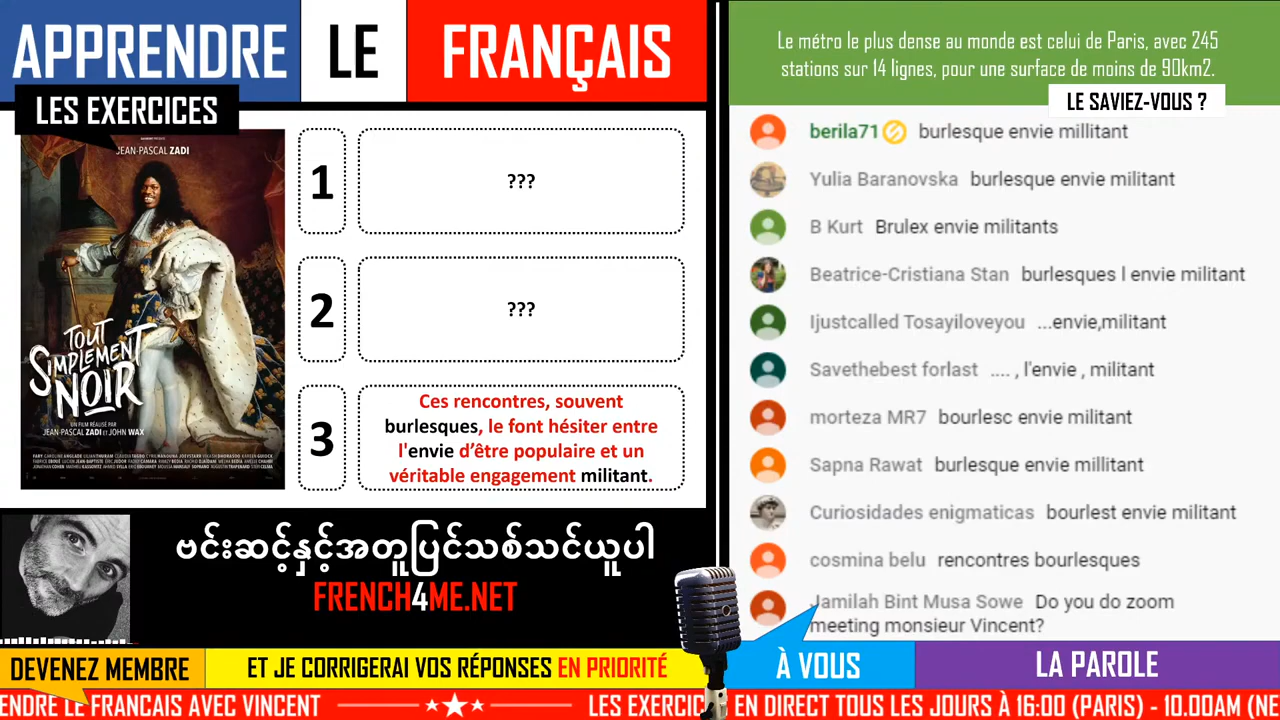 APPRENDRE LE FRANÇAIS
LES EXERCICES
JEAN-PASCAL ZADI
TOUT
SIMPLEMENT
NOIR
UN FILM RÉALISÉ PAR
JEAN-PASCAL ZADI ET JOHN WAX
1
???
2
???
3
Ces rencontres, souvent
burlesques, le font hésiter entre
l'envie d'être populaire et un
véritable engagement militant.
ဗင်းဆင့်နှင့်အတူပြင်သစ်သင်ယူပါ
FRENCH4ME.NET
Le métro le plus dense au monde est celui de Paris, avec 245
stations sur 14 lignes, pour une surface de moins de 90km2.
LE SAVIEZ-VOUS ?
berila71 burlesque envie millitant
Yulia Baranovska burlesque envie militant
B Kurt Brulex envie militants
Beatrice-Cristiana Stan burlesques l envie militant
Ijustcalled Tosayiloveyou ...envie,militant
Savethebest forlast .... , l'envie , militant
morteza MR7 bourlesc envie militant
Sapna Rawat burlesque envie millitant
Curiosidades enigmaticas bourlest envie militant
cosmina belu rencontres bourlesques
Jamilah Bint Musa Sowe Do you do zoom
meeting monsieur Vincent?
DEVENEZ MEMBRE
ET JE CORRIGERAI VOS RÉPONSES EN PRIORITÉ
À VOUS
LA PAROLE
ENDRE LE FRANCAIS AVEC VINCENT
LES EXERCIC
EN DIRECT TOUS LES JOURS À 16:00 (PARIS) - 10.00AM (NE